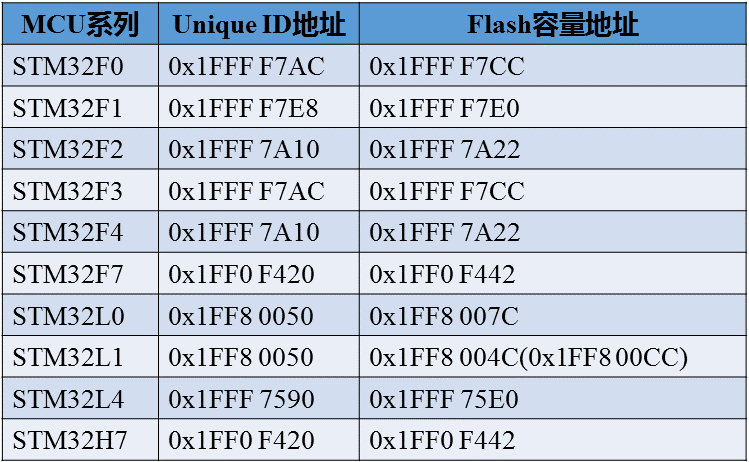 MCU系列 Unique ID地址 Flash容量地址
STM32F0 0x1FFF F7AC 0x1FFF F7CC
STM32F1 0x1FFF F7E8 0x1FFF F7E0
STM32F2 0x1FFF 7A10 0x1FFF 7A22
STM32F3 0x1FFF F7AC 0x1FFF F7CC
STM32F4 0x1FFF 7A10 0x1FFF 7A22
STM32F7 0x1FF0 F420 0x1FF0 F442
STM32L0 0x1FF8 0050 0x1FF8 007C
STM32L1 0x1FF8 0050 0x1FF8 004C(0x1FF8 00CC)
STM32L4 0x1FFF 7590 0x1FFF 75E0
STM32H7 0x1FF0 F420 0x1FF0 F442